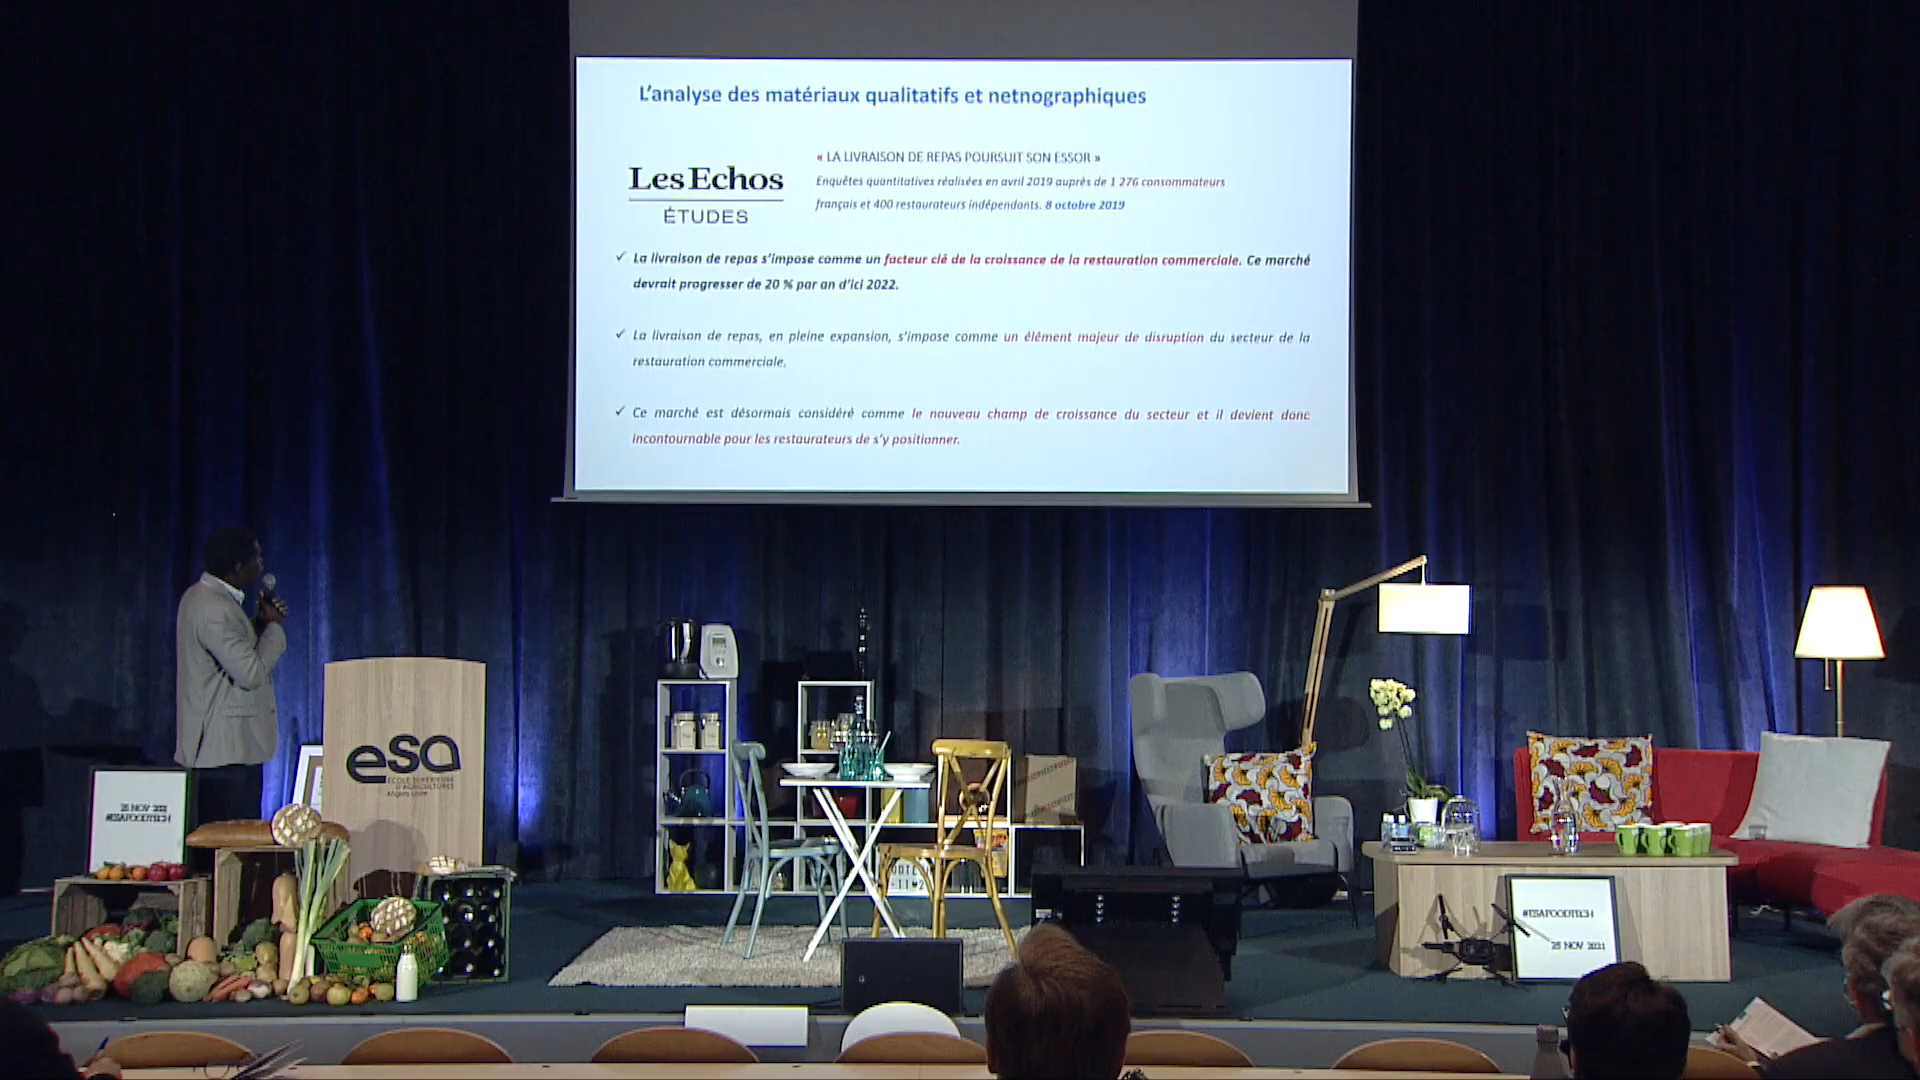 L'analyse des matériaux qualitatifs et netnographiques
Les Echos
ÉTUDES
« LA LIVRAISON DE REPAS POURSUIT SON ESSOR »
Enquêtes quantitatives réalisées en avril 2019 auprès de 1 276 consommateurs
français et 400 restaurateurs indépendants. 8 octobre 2019
✓ La livraison de repas s'impose comme un facteur clé de la croissance de la restauration commerciale. Ce marché
devrait progresser de 20 % par an d'ici 2022.
✓ La livraison de repas, en pleine expansion, s'impose comme un élément majeur de disruption du secteur de la
restauration commerciale.
✓ Ce marché est désormais considéré comme le nouveau champ de croissance du secteur et il devient donc
incontournable pour les restaurateurs de s'y positionner.
esa
ÉCOLE SUPÉRIEURE
D'AGRICULTURES
Angers Loire
25 NOV 2021
#ESAFOODTECH
#ESAFOODTECH
25 NOV 2021